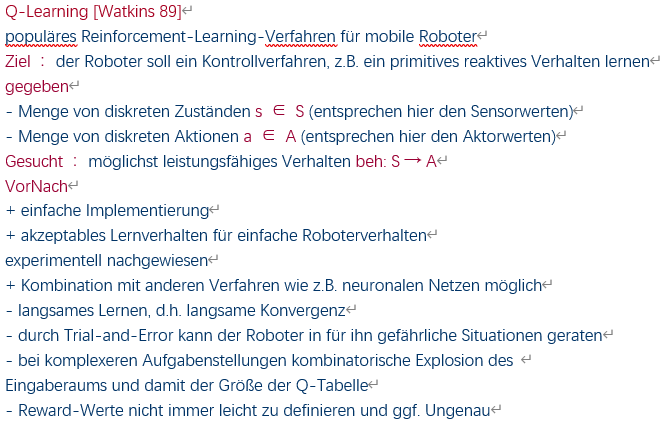 Q-Learning [Watkins 89]
populäres Reinforcement-Learning-Verfahren für mobile Roboter
Ziel : der Roboter soll ein Kontrollverfahren, z.B. ein primitives reaktives Verhalten lernen
gegeben
- Menge von diskreten Zuständen s ∈ S (entsprechen hier den Sensorwerten)
- Menge von diskreten Aktionen a ∈ A (entsprechen hier den Aktorwerten)
Gesucht : möglichst leistungsfähiges Verhalten beh: S → A
VorNach
+ einfache Implementierung
+ akzeptables Lernverhalten für einfache Roboterverhalten
experimentell nachgewiesen
+ Kombination mit anderen Verfahren wie z.B. neuronalen Netzen möglich
- langsames Lernen, d.h. langsame Konvergenz
- durch Trial-and-Error kann der Roboter in für ihn gefährliche Situationen geraten
- bei komplexeren Aufgabenstellungen kombinatorische Explosion des
Eingaberaums und damit der Größe der Q-Tabelle
- Reward-Werte nicht immer leicht zu definieren und ggf. Ungenau